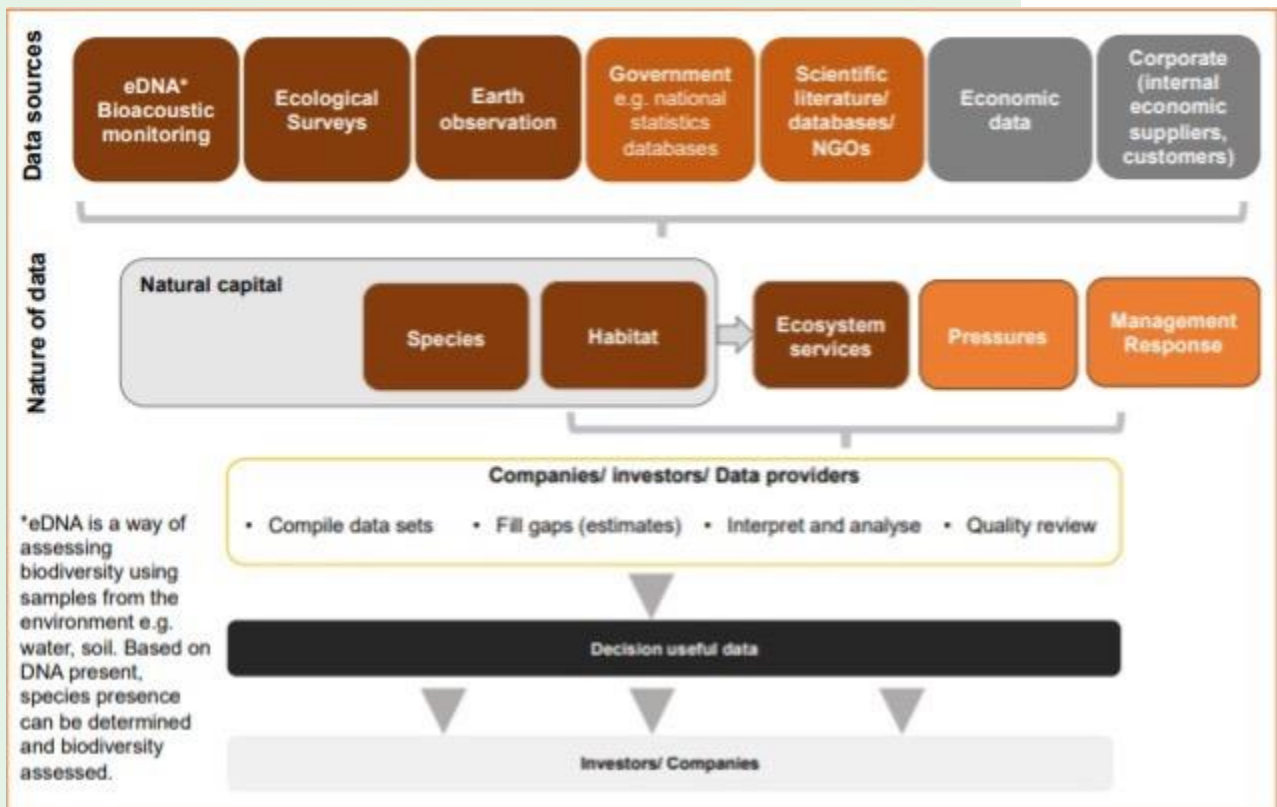 Data sources
eDNA*
Bioacoustic
monitoring
Ecological
Surveys
Earth
observation
Government
e.g. national
statistics
databases
Scientific
literature/
databases/
NGOs
Economic
data
Corporate
(internal
economic
suppliers,
customers)
Nature of data
Natural capital
Species
Habitat
Ecosystem
services
Pressures
Management
Response
Companies/ investors/ Data providers
• Compile data sets • Fill gaps (estimates) • Interpret and analyse • Quality review
*eDNA is a way of
assessing
biodiversity using
samples from the
environment e.g.
water, soil. Based on
DNA present,
species presence
can be determined
and biodiversity
assessed.
Decision useful data
Investors/ Companies